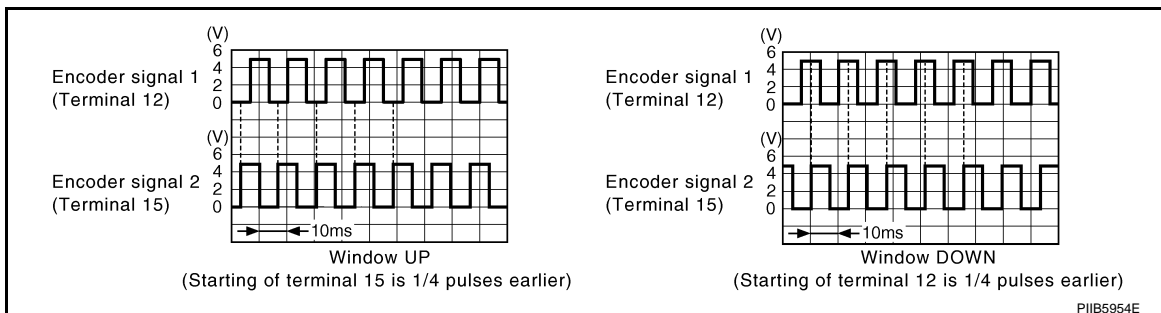 (V)
6
4
2
0
Encoder signal 1
(Terminal 12)
(V)
6
4
2
0
Encoder signal 2
(Terminal 15)
10ms
Window UP
(Starting of terminal 15 is 1/4 pulses earlier)
(V)
6
4
2
0
Encoder signal 1
(Terminal 12)
(V)
6
4
2
0
Encoder signal 2
(Terminal 15)
10ms
Window DOWN
(Starting of terminal 12 is 1/4 pulses earlier)
PIIB5954E